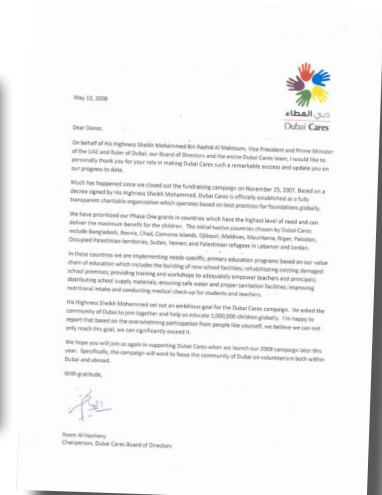 دبي العطاء
Dubai Cares
May 19, 2008
Dear Donor,
On behalf of His Highness Sheikh Mohammed Bin Rashid Al Maktoum, Vice President and Prime Minister
of the UAE and Ruler of Dubai, our Board of Directors and the entire Dubai Cares team, I would like to
personally thank you for your role in making Dubai Cares such a remarkable success and update you on
our progress to date.
Much has happened since we closed out the fundraising campaign on November 25, 2007. Based on a
decree signed by His Highness Sheikh Mohammed, Dubai Cares is officially established as a fully
transparent charitable organization which operates based on best practices for foundations globally.
We have prioritized our Phase One grants in countries which have the highest level of need and can
deliver the maximum benefit for the children. The initial twelve countries chosen by Dubai Cares
include Bangladesh, Bosnia, Chad, Comoros Islands, Djibouti, Maldives, Mauritania, Niger, Pakistan,
Occupied Palestinian territories, Sudan, Yemen; and Palestinian refugees in Lebanon and Jordan.
In these countries we are implementing needs-specific, primary education programs based on our value
chain of education which includes the building of new school facilities; rehabilitating existing damaged
school premises; providing training and workshops to adequately empower teachers and principals;
distributing school supply materials; ensuring safe water and proper sanitation facilities; improving
nutritional intake and conducting medical check-up for students and teachers.
His Highness Sheikh Mohammed set out an ambitious goal for the Dubai Cares campaign. He asked the
community of Dubai to join together and help us educate 1,000,000 children globally. I'm happy to
report that based on the overwhelming participation from people like yourself, we believe we can not
only reach this goal, we can significantly exceed it.
We hope you will join us again in supporting Dubai Cares when we launch our 2008 campaign later this
year. Specifically, the campaign will work to focus the community of Dubai on volunteerism both within
Dubai and abroad.
With gratitude,
Reem Al Hashimy
Chairperson, Dubai Cares Board of Directors